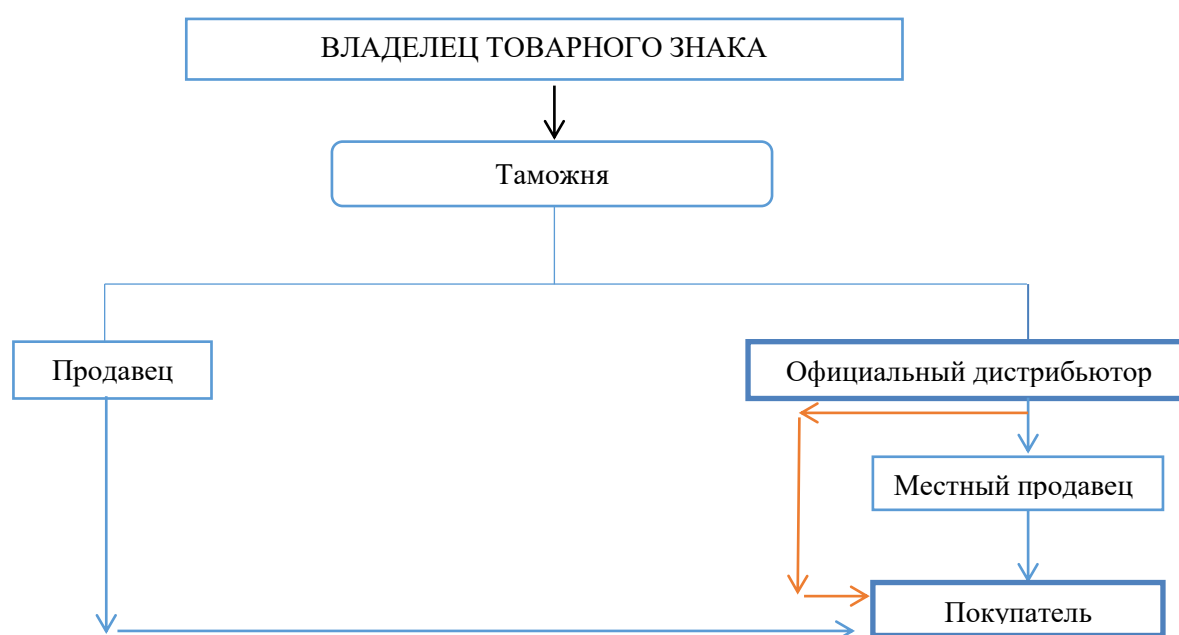 ВЛАДЕЛЕЦ ТОВАРНОГО ЗНАКА
Таможня
Продавец
Официальный дистрибьютор
Местный продавец
Покупатель